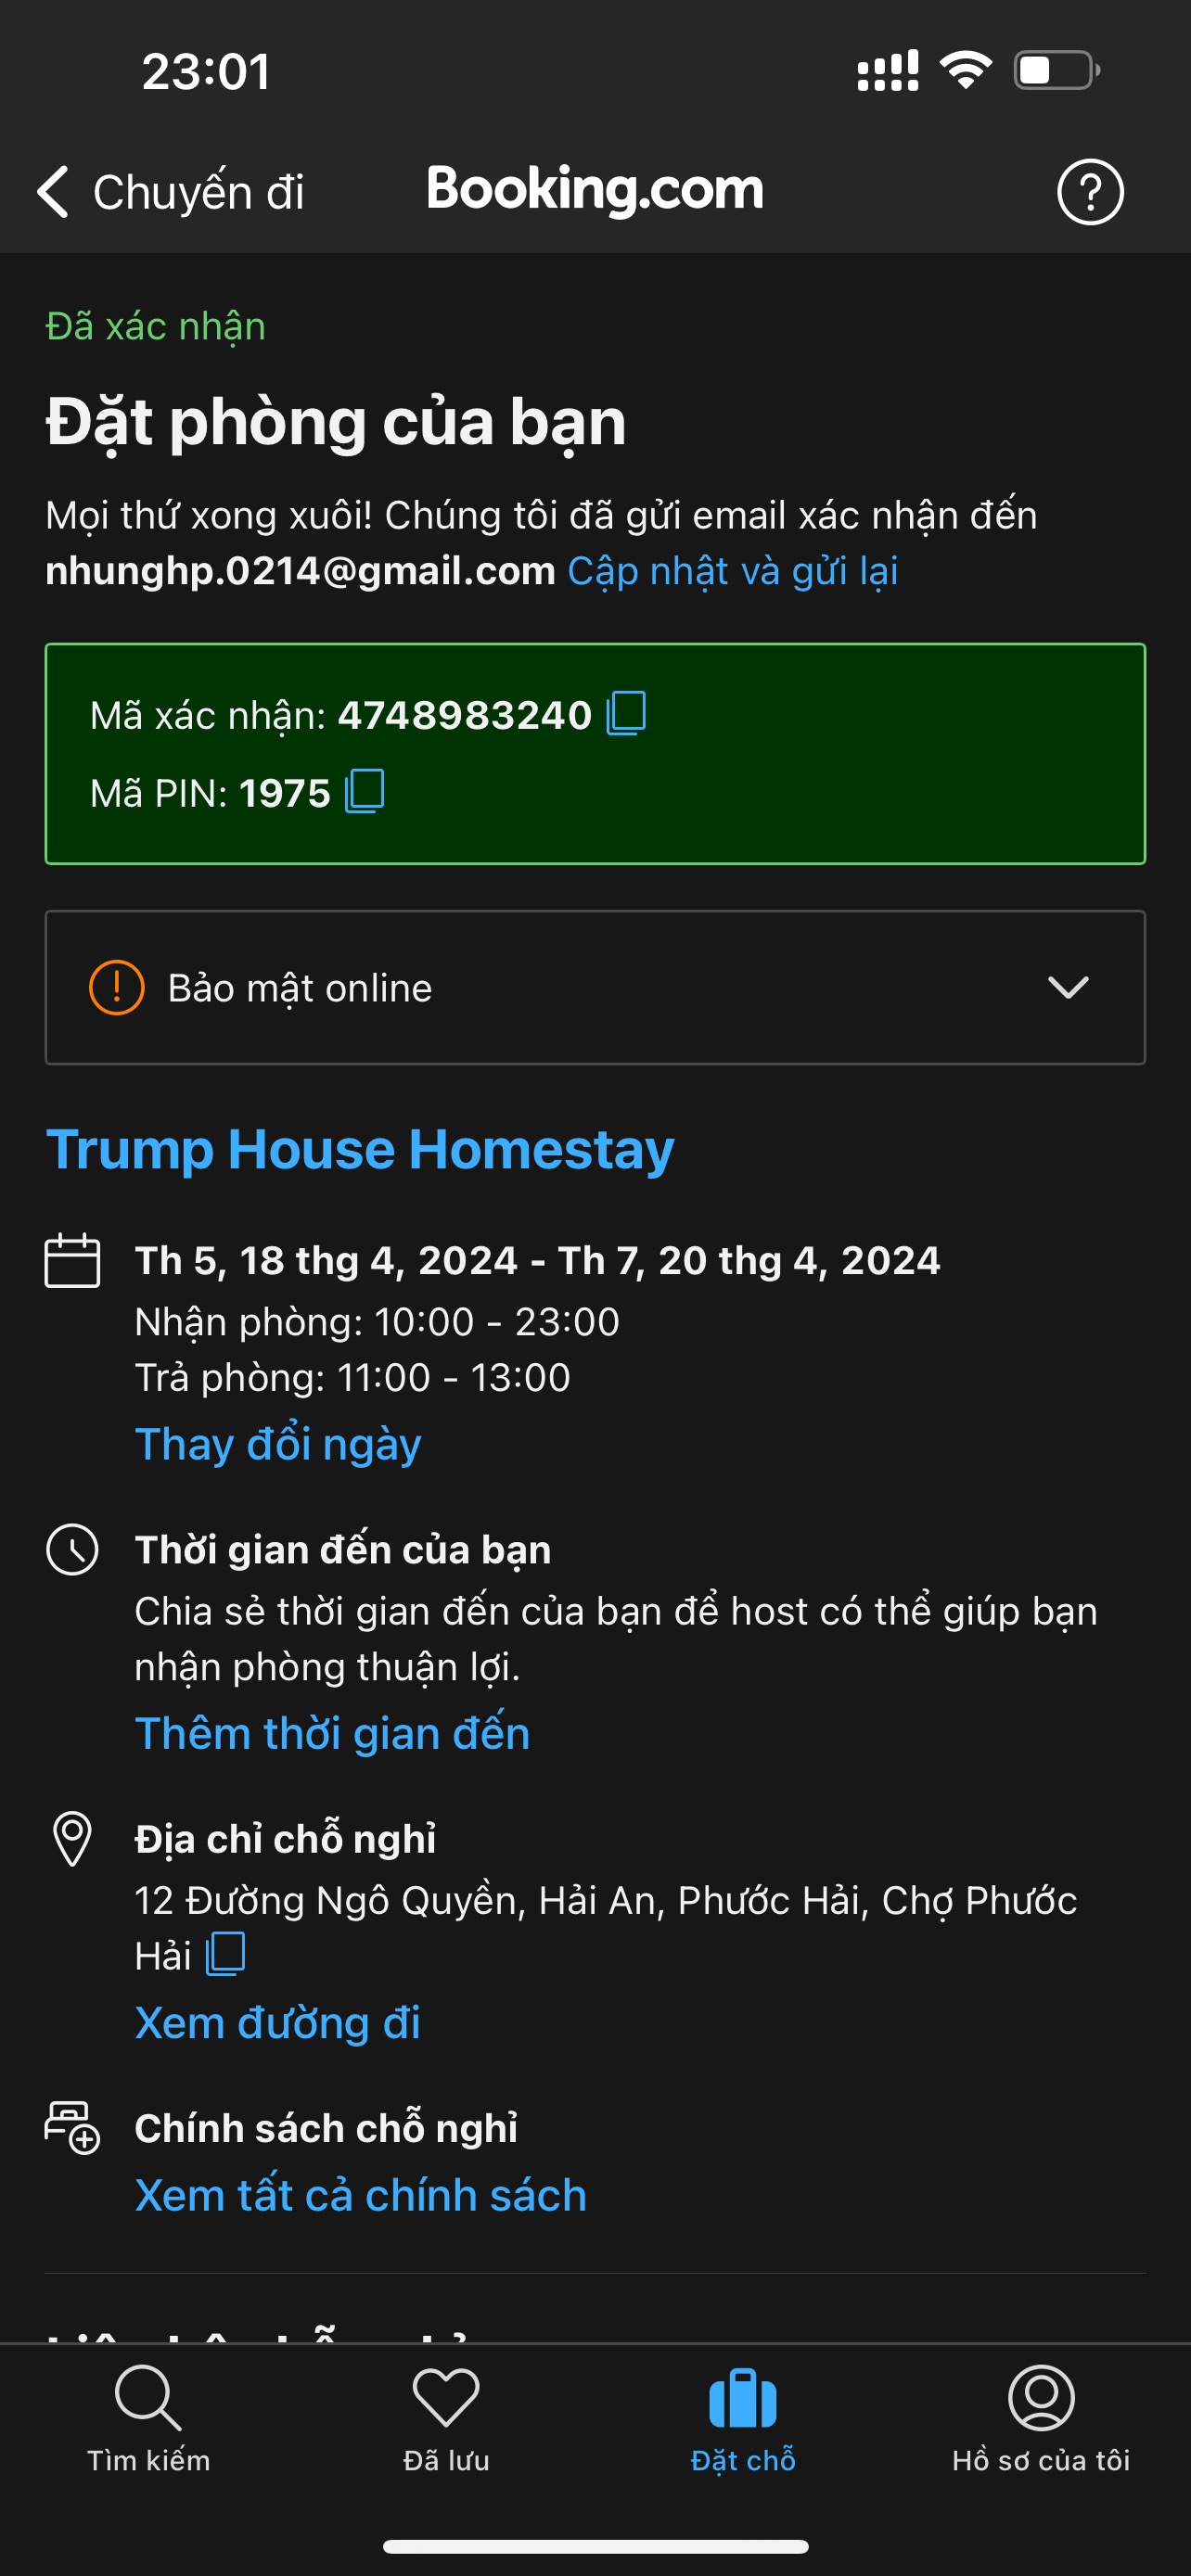 23:01
Chuyến đi
Booking.com
Đã xác nhận
Đặt phòng của bạn
Mọi thứ xong xuôi! Chúng tôi đã gửi email xác nhận đến
nhunghp.0214@gmail.com Cập nhật và gửi lại
Mã xác nhận: 4748983240
Mã PIN: 1975
Bảo mật online
Trump House Homestay
Th 5, 18 thg 4, 2024 - Th 7, 20 thg 4, 2024
Nhận phòng: 10:00 - 23:00
Trả phòng: 11:00 - 13:00
Thay đổi ngày
Thời gian đến của bạn
Chia sẻ thời gian đến của bạn để host có thể giúp bạn
nhận phòng thuận lợi.
Thêm thời gian đến
Địa chỉ chỗ nghỉ
12 Đường Ngô Quyền, Hải An, Phước Hải, Chợ Phước
Hải
Xem đường đi
Chính sách chỗ nghỉ
Xem tất cả chính sách
Tìm kiếm
Đã lưu
Đặt chỗ
Hồ sơ của tôi